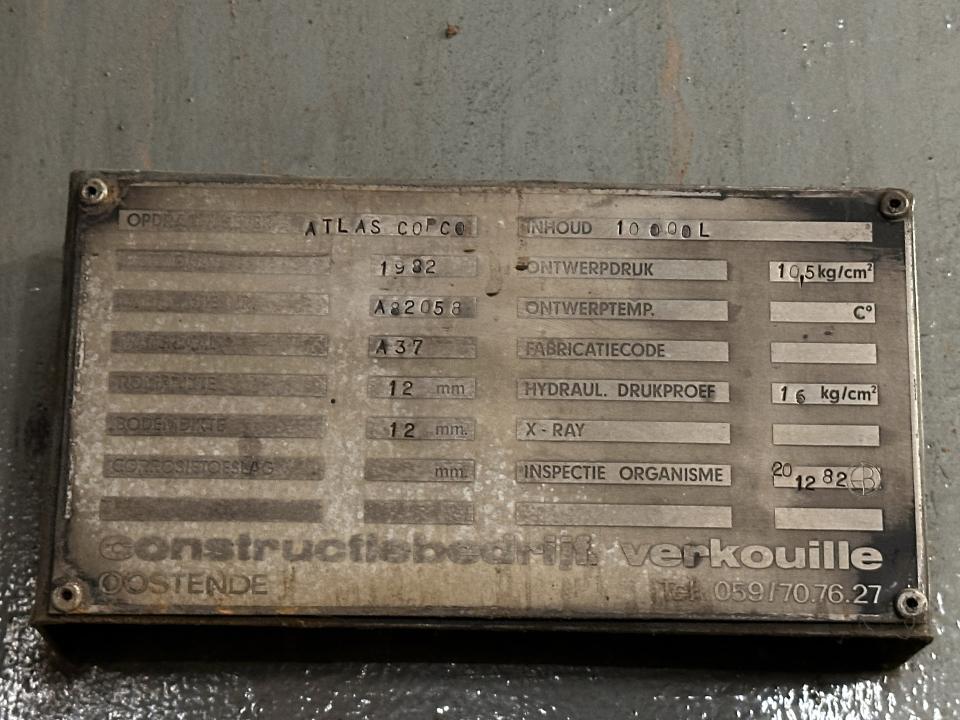 ATLAS COPCO INHOUD 10000L
1982 ONTWERPDRUK 10,5 kg/cm²
A82058 ONTWERPTEMP. C°
A37 FABRICATIECODE
12 mm HYDRAUL. DRUKPROEF 16 kg/cm²
BODEMDIKTE 12 mm. X-RAY
CORROSIETOESLAG mm. INSPECTIE ORGANISME 20 12 82
constructiebedrijf verkouille
OOSTENDE Tel. 059/70.76.27